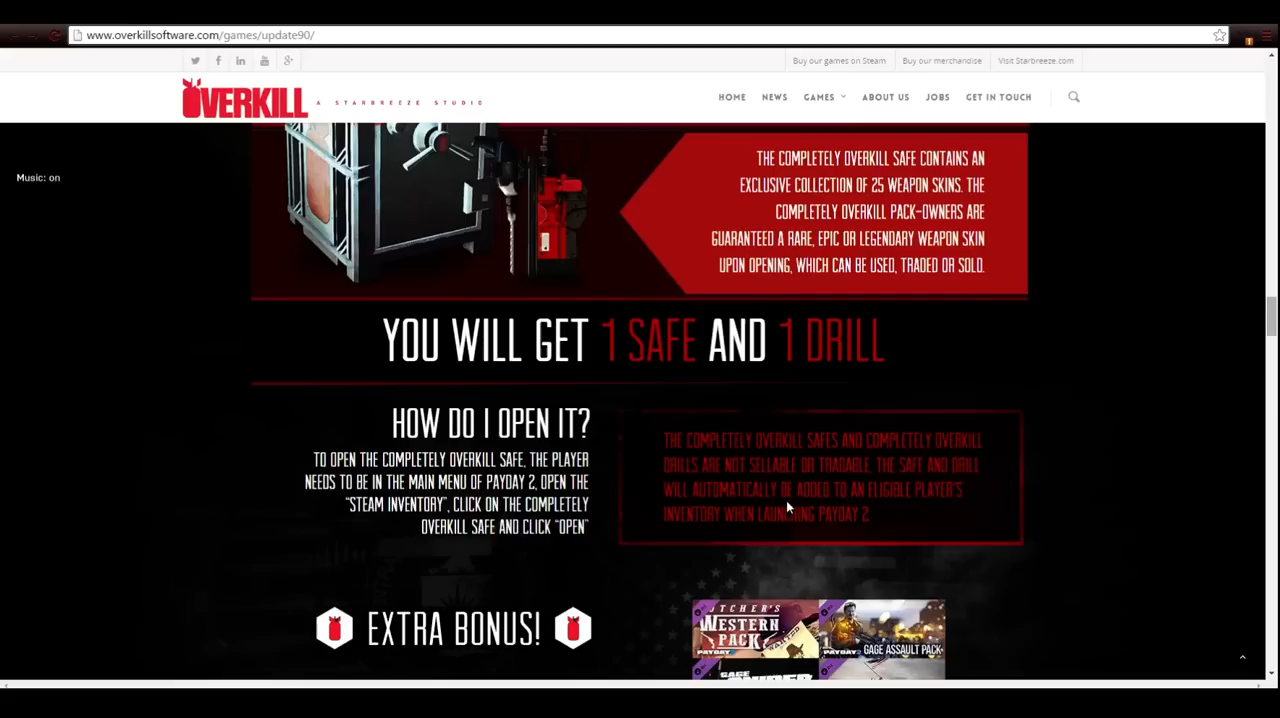 www.overkillsoftware.com/games/update90/
Buy our games on Steam
Buy our merchandise
Visit Starbreeze.com
OVERKILL
A STARBREEZE STUDIO
HOME
NEWS
GAMES
ABOUT US
JOBS
GET IN TOUCH
Music: on
THE COMPLETELY OVERKILL SAFE CONTAINS AN
EXCLUSIVE COLLECTION OF 25 WEAPON SKINS. THE
COMPLETELY OVERKILL PACK-OWNERS ARE
GUARANTEED A RARE, EPIC OR LEGENDARY WEAPON SKIN
UPON OPENING, WHICH CAN BE USED, TRADED OR SOLD.
YOU WILL GET 1 SAFE AND 1 DRILL
HOW DO I OPEN IT?
TO OPEN THE COMPLETELY OVERKILL SAFE, THE PLAYER
NEEDS TO BE IN THE MAIN MENU OF PAYDAY 2, OPEN THE
"STEAM INVENTORY", CLICK ON THE COMPLETELY
OVERKILL SAFE AND CLICK "OPEN"
THE COMPLETELY OVERKILL SAFES AND COMPLETELY OVERKILL
DRILLS ARE NOT SELLABLE OR TRADABLE. THE SAFE AND DRILL
WILL AUTOMATICALLY BE ADDED TO AN ELIGIBLE PLAYER'S
INVENTORY WHEN LAUNCHING PAYDAY 2.
EXTRA BONUS!
WESTERN
PACK
PAYDAY 2
GAGE ASSAULT PACK
PAYDAY 2